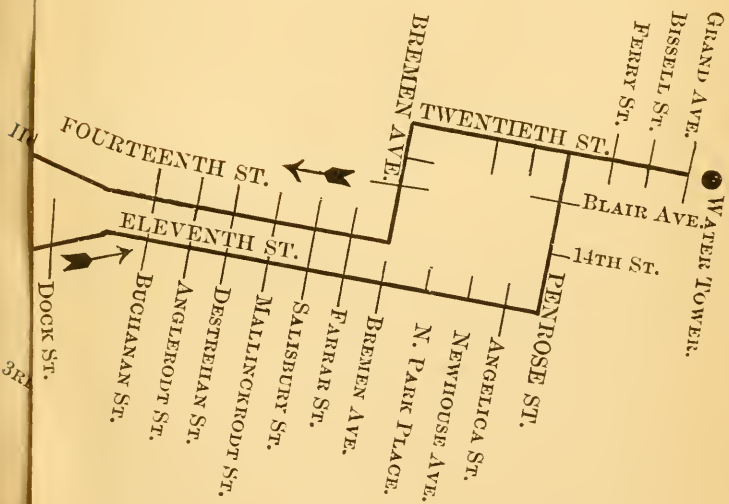 GRAND AVE.
BISSELL ST.
FERRY ST.
WATER TOWER.
BREMEN AVE.
TWENTIETH ST.
BLAIR AVE.
14TH ST.
PENROSE ST.
FOURTEENTH ST.
ELEVENTH ST.
DOCK ST.
BUCHANAN ST.
ANGLERODT ST.
DESTREHAN ST.
MALLINCKRODT ST.
SALISBURY ST.
FARRAR ST.
BREMEN AVE.
N. PARK PLACE.
NEWHOUSE AVE.
ANGELICA ST.